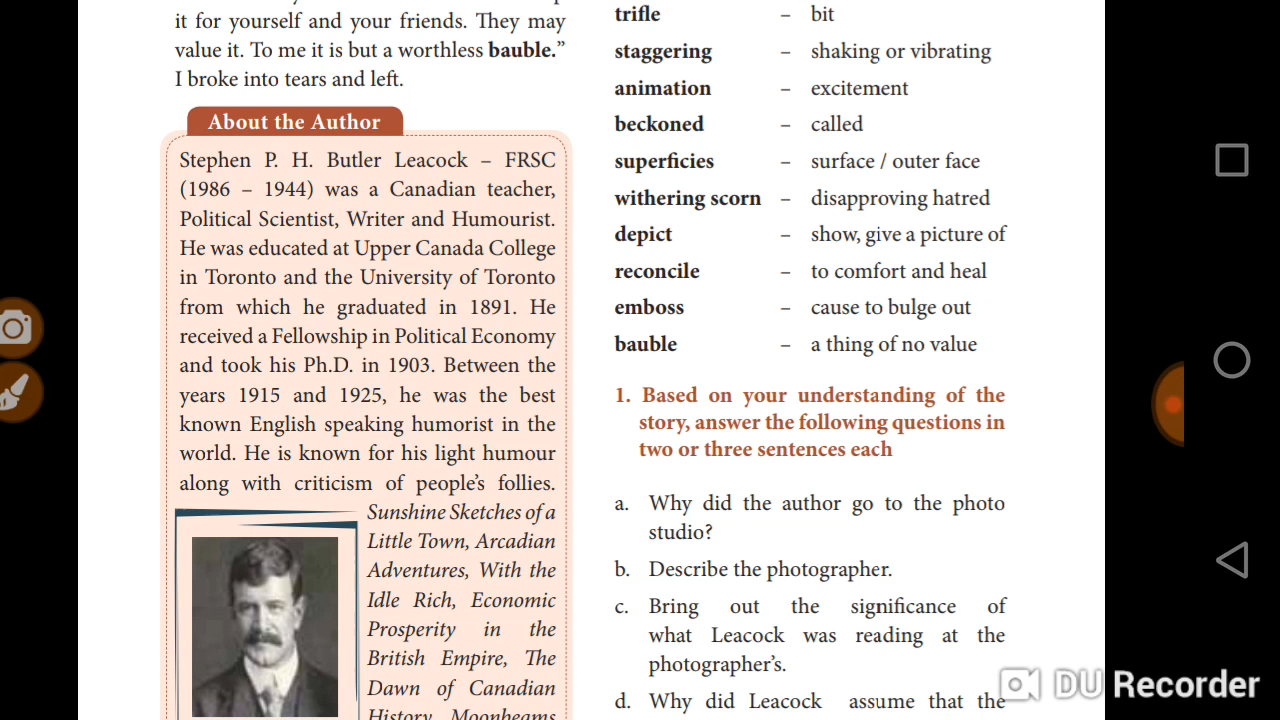 it for yourself and your friends. They may
value it. To me it is but a worthless bauble.”
I broke into tears and left.
About the Author
Stephen P. H. Butler Leacock – FRSC
(1986 – 1944) was a Canadian teacher,
Political Scientist, Writer and Humourist.
He was educated at Upper Canada College
in Toronto and the University of Toronto
from which he graduated in 1891. He
received a Fellowship in Political Economy
and took his Ph.D. in 1903. Between the
years 1915 and 1925, he was the best
known English speaking humorist in the
world. He is known for his light humour
along with criticism of people’s follies.
Sunshine Sketches of a
Little Town, Arcadian
Adventures, With the
Idle Rich, Economic
Prosperity in the
British Empire, The
Dawn of Canadian
History, Moonbeams
trifle – bit
staggering – shaking or vibrating
animation – excitement
beckoned – called
superficies – surface / outer face
withering scorn – disapproving hatred
depict – show, give a picture of
reconcile – to comfort and heal
emboss – cause to bulge out
bauble – a thing of no value
1. Based on your understanding of the
story, answer the following questions in
two or three sentences each
a. Why did the author go to the photo
studio?
b. Describe the photographer.
c. Bring out the significance of
what Leacock was reading at the
photographer’s.
d. Why did Leacock assume that the
DU Recorder